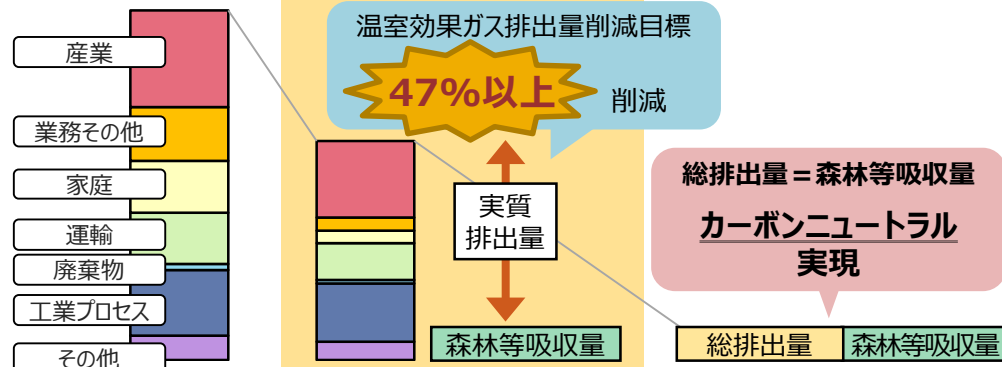 産業
業務その他
家庭
運輸
廃棄物
工業プロセス
その他
温室効果ガス排出量削減目標
47%以上
削減
実質
排出量
森林等吸収量
総排出量＝森林等吸収量
カーボンニュートラル
実現
総排出量
森林等吸収量